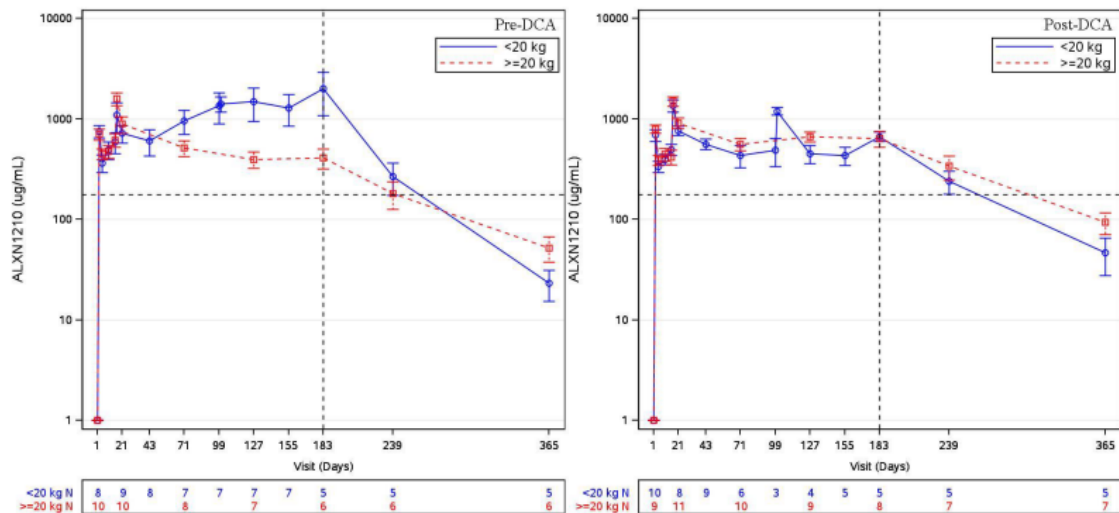 10000
Pre-DCA
<20 kg
>=20 kg
1000
100
10
1
ALXN1210 (ug/mL)
1 21 43 71 99 127 155 183 239 365
Visit (Days)
<20 kg N 8 9 8 7 7 7 7 5 5 5
>=20 kg N 10 10 8 7 6 6 6
10000
Post-DCA
<20 kg
>=20 kg
1000
100
10
1
ALXN1210 (ug/mL)
1 21 43 71 99 127 155 183 239 365
Visit (Days)
<20 kg N 10 8 9 6 3 4 5 5 5 5
>=20 kg N 9 11 10 9 8 7 7